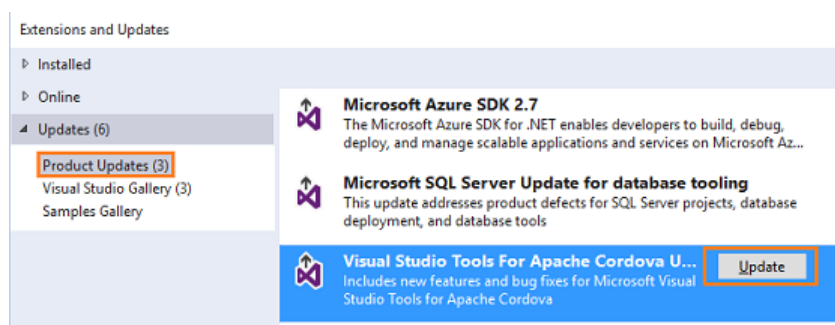 Extensions and Updates
Installed
Online
Updates (6)
Product Updates (3)
Visual Studio Gallery (3)
Samples Gallery
Microsoft Azure SDK 2.7
The Microsoft Azure SDK for .NET enables developers to build, debug,
deploy, and manage scalable applications and services on Microsoft Az...
Microsoft SQL Server Update for database tooling
This update addresses product defects for SQL Server projects, database
deployment, and database tools
Visual Studio Tools For Apache Cordova U...
Update
Includes new features and bug fixes for Microsoft Visual
Studio Tools for Apache Cordova